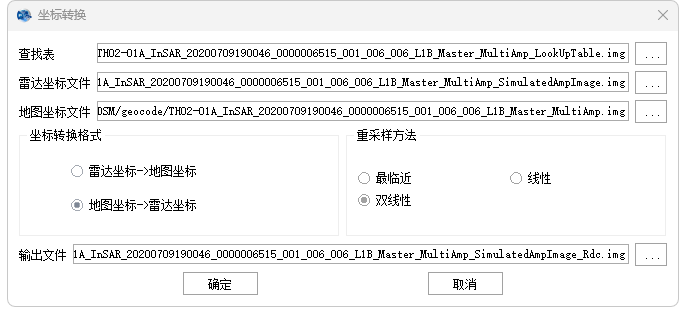 坐标转换
查找表 TH02-01A_InSAR_20200709190046_0000006515_001_006_006_L1B_Master_MultiAmp_LookUpTable.img ...
雷达坐标文件 1A_InSAR_20200709190046_0000006515_001_006_006_L1B_Master_MultiAmp_SimulatedAmpImage.img ...
地图坐标文件 DSM/geocode/TH02-01A_InSAR_20200709190046_0000006515_001_006_006_L1B_Master_MultiAmp.img ...
坐标转换格式
雷达坐标->地图坐标
地图坐标->雷达坐标
重采样方法
最临近 线性
双线性
输出文件 1A_InSAR_20200709190046_0000006515_001_006_006_L1B_Master_MultiAmp_SimulatedAmpImage_Rdc.img ...
确定 取消